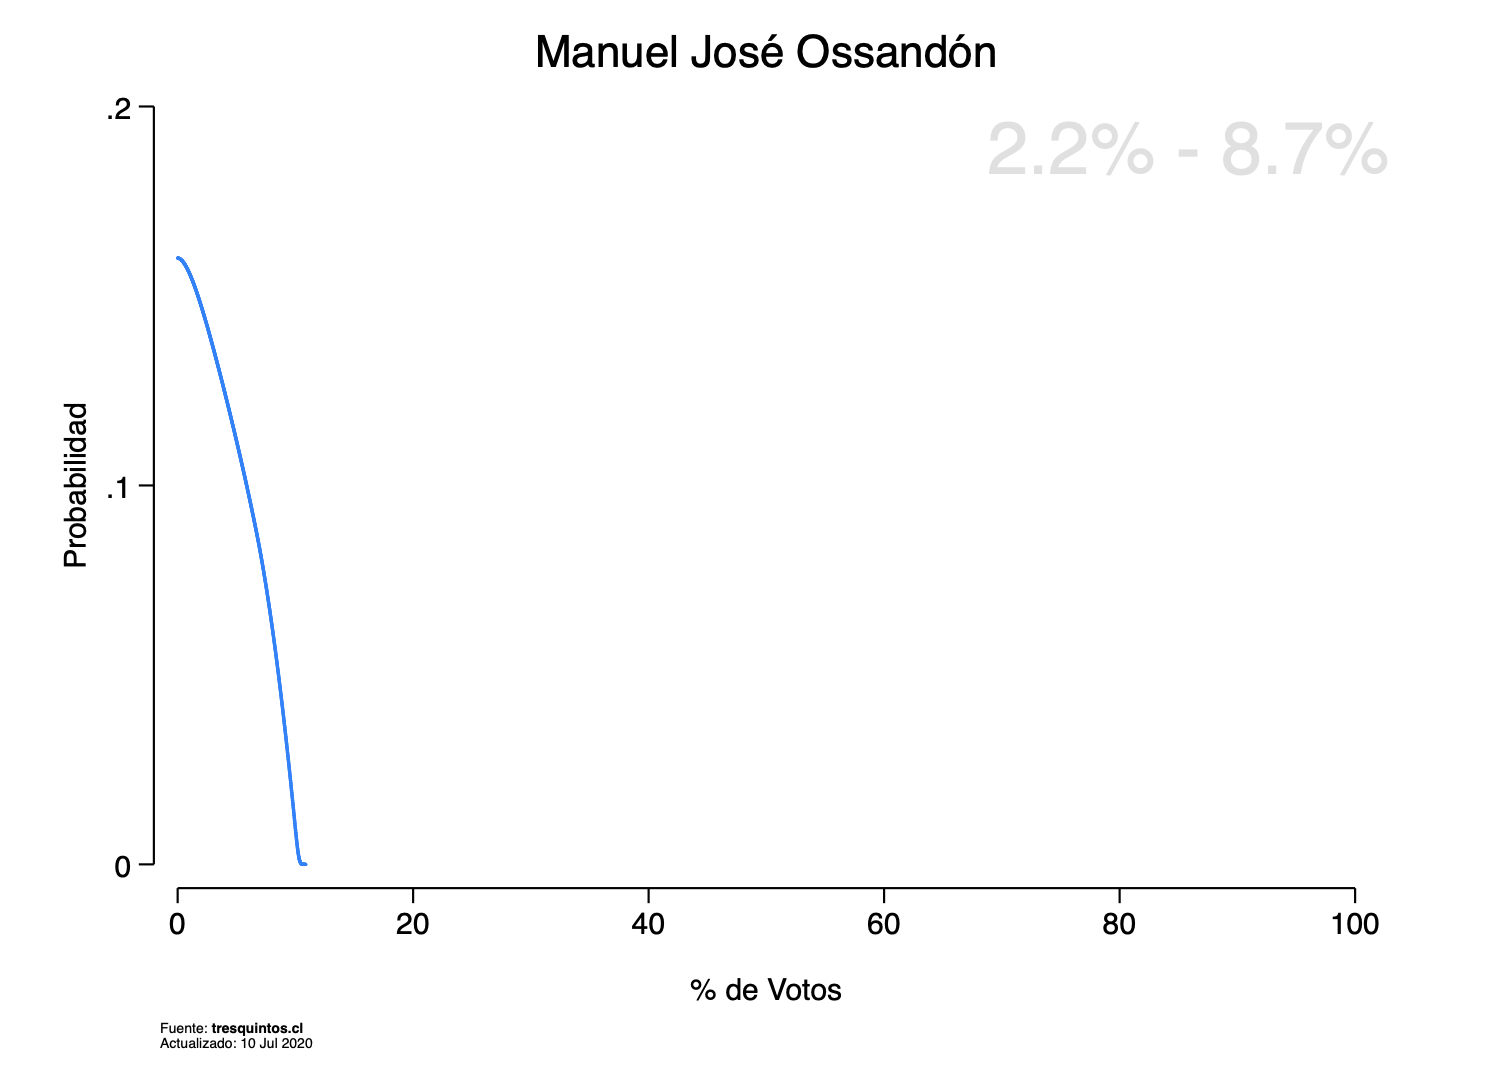 Manuel José Ossandón
2.2% - 8.7%
.2
.1
0
Probabilidad
0 20 40 60 80 100
% de Votos
Fuente: tresquintos.cl
Actualizado: 10 Jul 2020